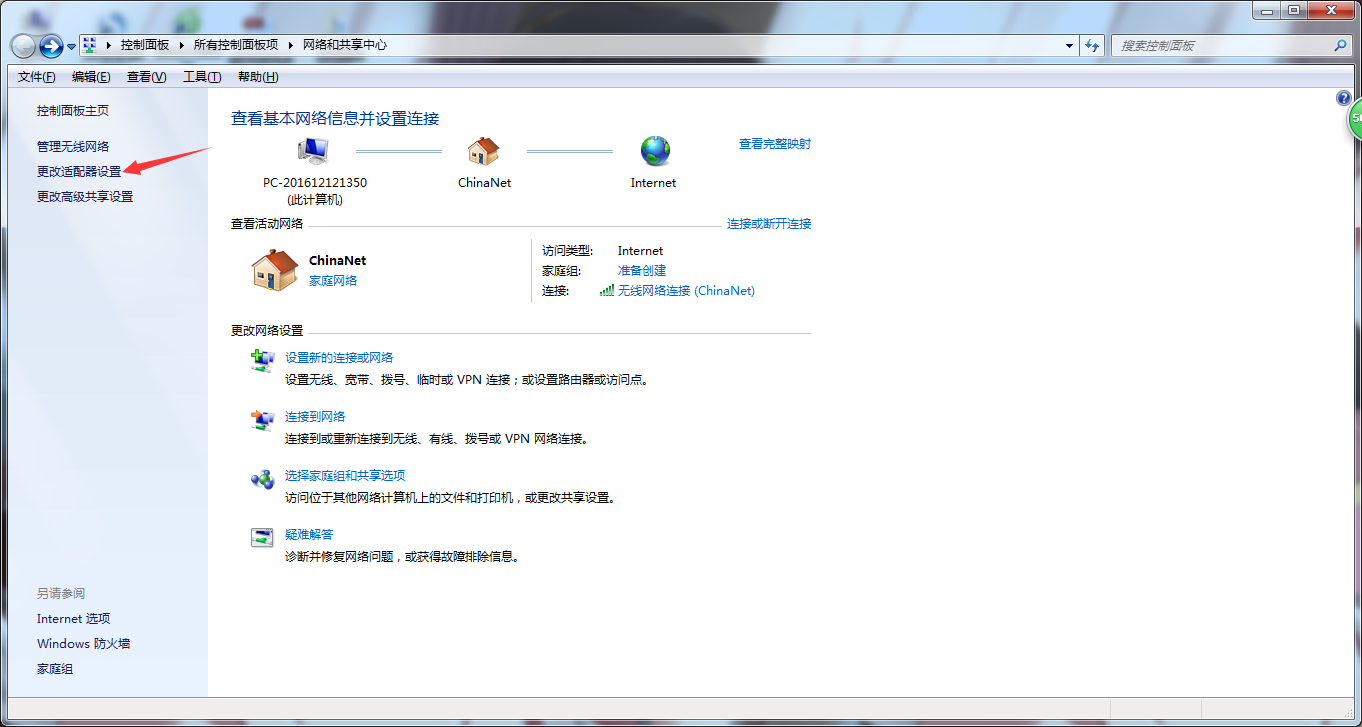 控制面板 ▸ 所有控制面板项 ▸ 网络和共享中心
搜索控制面板
文件(F) 编辑(E) 查看(V) 工具(T) 帮助(H)
控制面板主页
管理无线网络
更改适配器设置
更改高级共享设置
查看基本网络信息并设置连接
查看完整映射
PC-201612121350 ChinaNet Internet
(此计算机)
查看活动网络 连接或断开连接
ChinaNet
家庭网络
访问类型: Internet
家庭组: 准备创建
连接: 无线网络连接 (ChinaNet)
更改网络设置
设置新的连接或网络
设置无线、宽带、拨号、临时或 VPN 连接；或设置路由器或访问点。
连接到网络
连接到或重新连接到无线、有线、拨号或 VPN 网络连接。
选择家庭组和共享选项
访问位于其他网络计算机上的文件和打印机，或更改共享设置。
疑难解答
诊断并修复网络问题，或获得故障排除信息。
另请参阅
Internet 选项
Windows 防火墙
家庭组